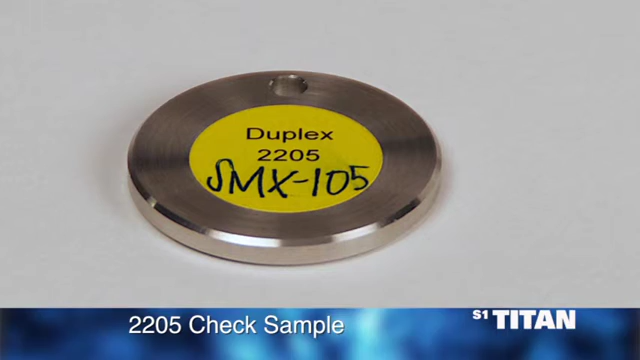 Duplex
2205
SMX-105
2205 Check Sample
S1 TITAN